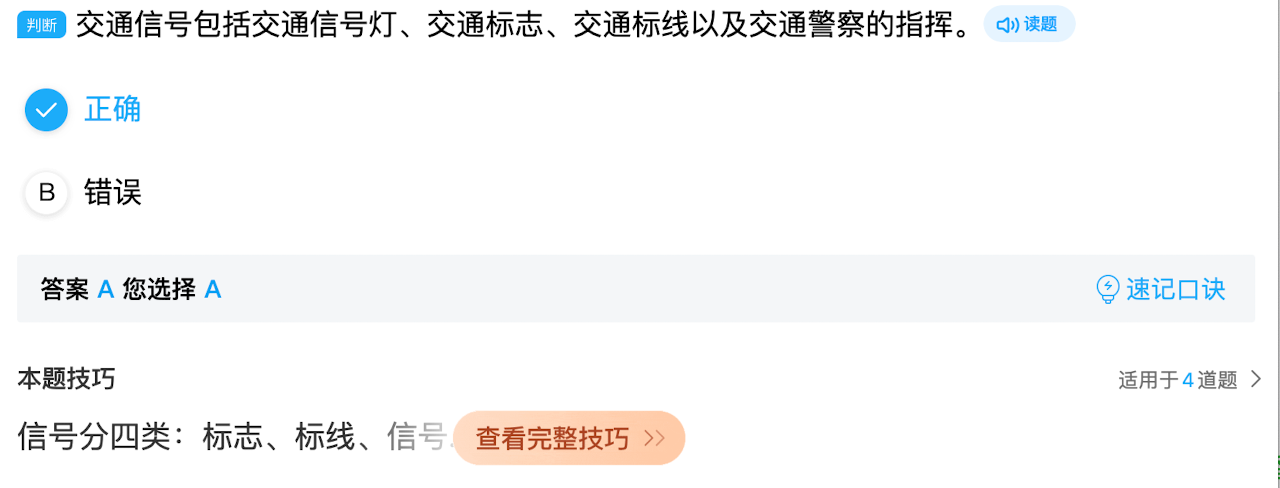 判断 交通信号包括交通信号灯、交通标志、交通标线以及交通警察的指挥。 读题
正确
B 错误
答案 A 您选择 A 速记口诀
本题技巧 适用于4道题
信号分四类：标志、标线、信号 查看完整技巧